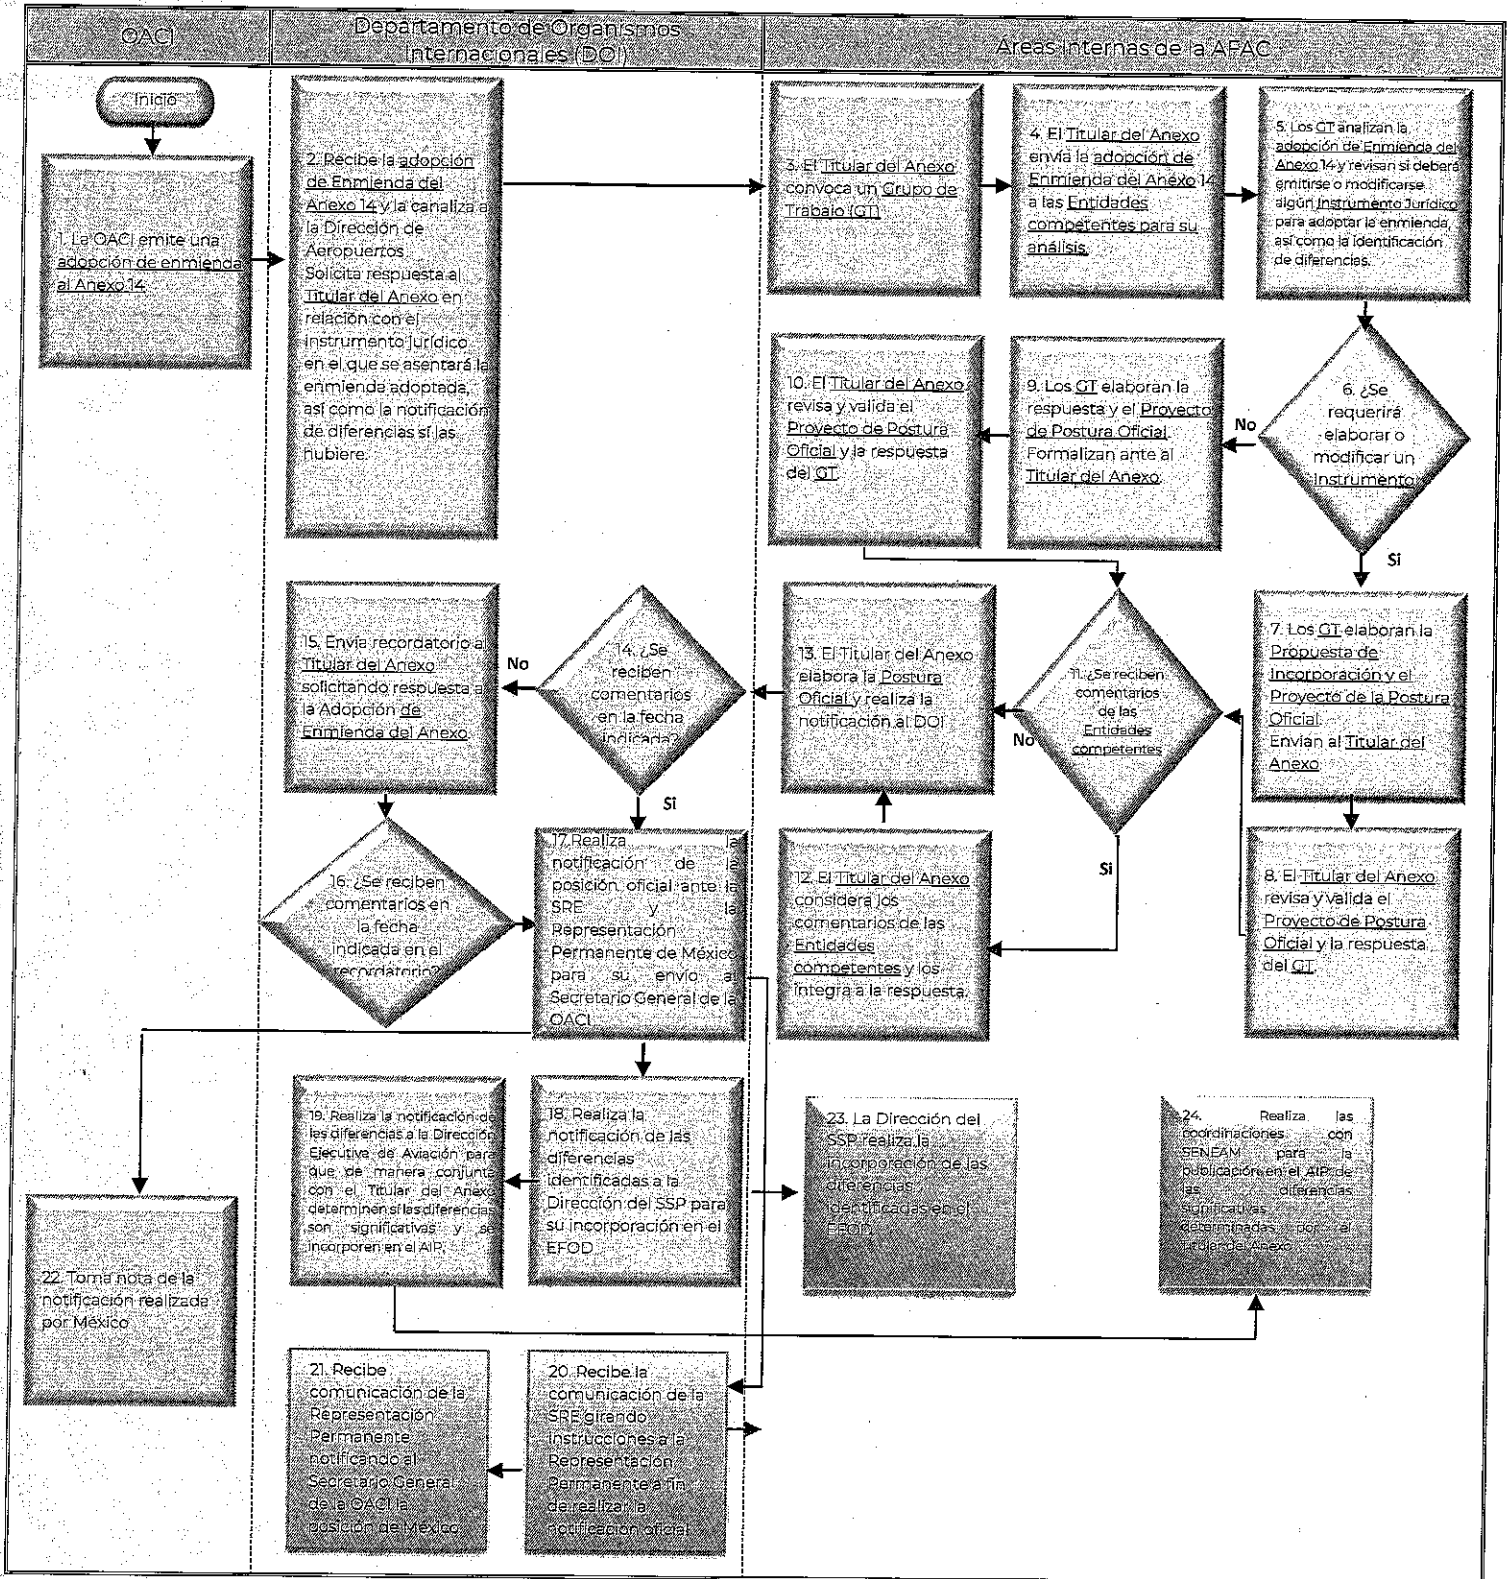 OACI
Departamento de Organismos
Internacionales (DOI)
Áreas Internas de la AFAC
Inicio
1. La OACI emite una
adopción de enmienda
al Anexo 14
2. Recibe la adopción
de Enmienda del
Anexo 14 y la canaliza a
la Dirección de
Aeropuertos
Solicita respuesta al
Titular del Anexo en
relación con el
instrumento jurídico
en el que se asentará la
enmienda adoptada,
así como la notificación
de diferencias si las
hubiere.
3. El Titular del Anexo
convoca un Grupo de
Trabajo (GT)
4. El Titular del Anexo
envía la adopción de
Enmienda del Anexo 14
a las Entidades
competentes para su
análisis.
5. Los GT analizan la
adopción de Enmienda del
Anexo 14 y revisan si deberá
emitirse o modificarse
algún Instrumento Jurídico
para adoptar la enmienda,
así como la identificación
de diferencias.
6. ¿Se
requerirá
elaborar o
modificar un
Instrumento
No
Si
10. El Titular del Anexo
revisa y valida el
Proyecto de Postura
Oficial y la respuesta
del GT.
9. Los GT elaboran la
respuesta y el Proyecto
de Postura Oficial
Formalizan ante al
Titular del Anexo.
7. Los GT elaboran la
Propuesta de
Incorporación y el
Proyecto de la Postura
Oficial.
Envían al Titular del
Anexo
8. El Titular del Anexo
revisa y valida el
Proyecto de Postura
Oficial y la respuesta
del GT.
11. ¿Se reciben
comentarios
de las
Entidades
competentes
No
Si
12. El Titular del Anexo
considera los
comentarios de las
Entidades
competentes y los
integra a la respuesta.
13. El Titular del Anexo
elabora la Postura
Oficial y realiza la
notificación al DOI
14. ¿Se
reciben
comentarios
en la fecha
indicada?
No
Si
15. Envía recordatorio al
Titular del Anexo
solicitando respuesta a
la Adopción de
Enmienda del Anexo.
16. ¿Se reciben
comentarios en
la fecha
indicada en el
recordatorio?
17.Realiza la
notificación de la
posición oficial ante la
SRE y la
Representación
Permanente de México
para su envío al
Secretario General de la
OACI
18. Realiza la
notificación de las
diferencias
identificadas a la
Dirección del SSP para
su incorporación en el
EFOD
19. Realiza la notificación de
las diferencias a la Dirección
Ejecutiva de Aviación para
que de manera conjunta
con el Titular del Anexo
determinen si las diferencias
son significativas y se
incorporen en el AIP.
23. La Dirección del
SSP realiza la
incorporación de las
diferencias
identificadas en el
EFOD
24. Realiza las
coordinaciones con
SENEAM para la
publicación en el AIP de
las diferencias
significativas
determinadas por el
Titular de Anexo
22. Toma nota de la
notificación realizada
por México
21. Recibe
comunicación de la
Representación
Permanente
notificando al
Secretario General
de la OACI la
posición de México
20. Recibe la
comunicación de la
SRE girando
instrucciones a la
Representación
Permanente a fin
de realizar la
notificación oficial